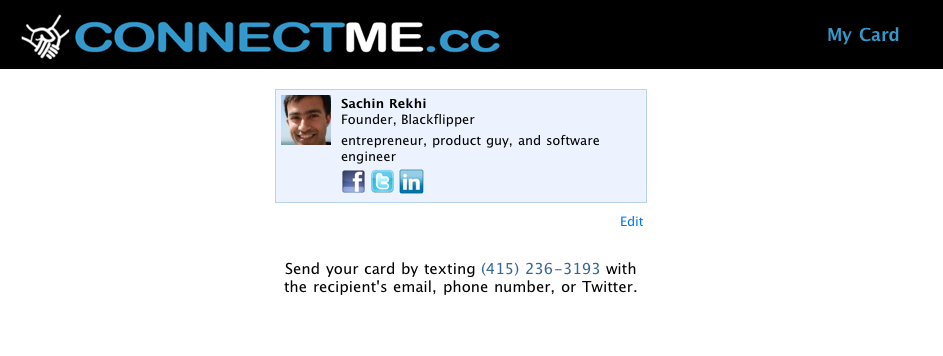 CONNECTME.cc
My Card
Sachin Rekhi
Founder, Blackflipper
entrepreneur, product guy, and software
engineer
f t in
Edit
Send your card by texting (415) 236-3193 with
the recipient's email, phone number, or Twitter.